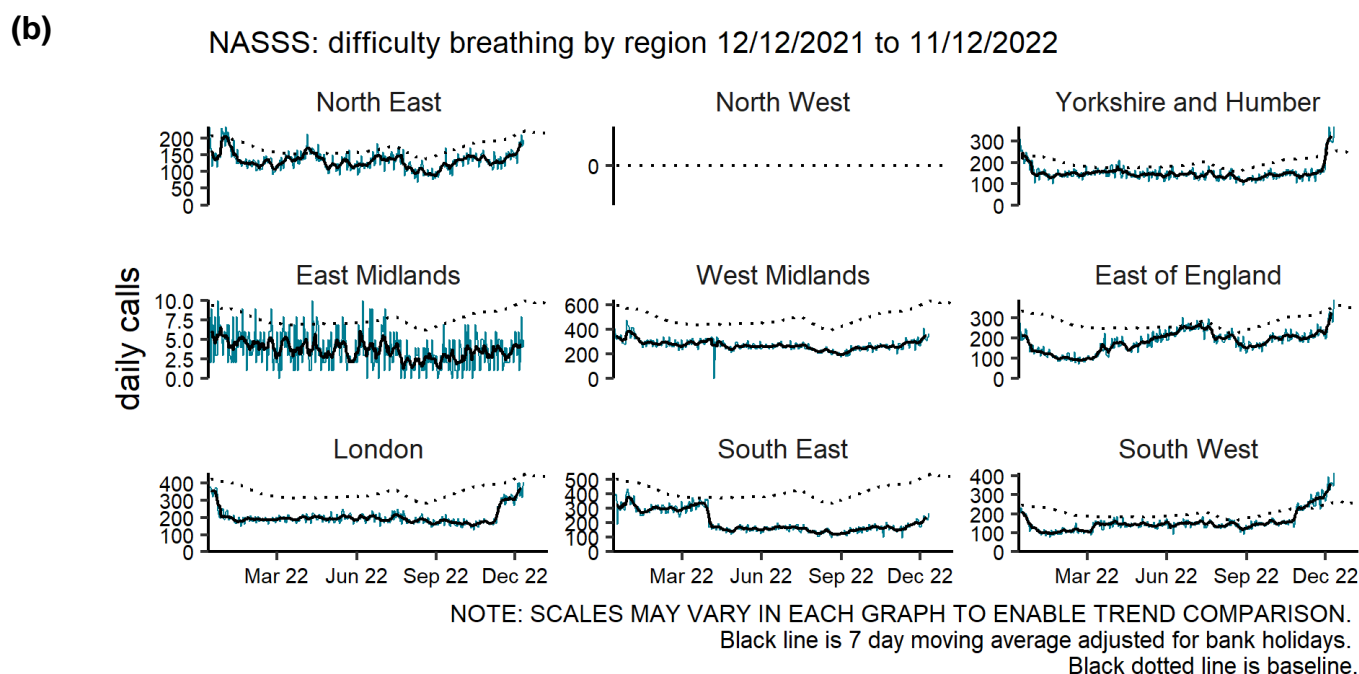 (b)
NASSS: difficulty breathing by region 12/12/2021 to 11/12/2022
daily calls
North East
200
150
100
50
0
North West
0
Yorkshire and Humber
300
200
100
0
East Midlands
10.0
7.5
5.0
2.5
0.0
West Midlands
600
400
200
0
East of England
300
200
100
0
London
400
300
200
100
0
Mar 22 Jun 22 Sep 22 Dec 22
South East
500
400
300
200
100
0
Mar 22 Jun 22 Sep 22 Dec 22
South West
400
300
200
100
0
Mar 22 Jun 22 Sep 22 Dec 22
NOTE: SCALES MAY VARY IN EACH GRAPH TO ENABLE TREND COMPARISON.
Black line is 7 day moving average adjusted for bank holidays.
Black dotted line is baseline.